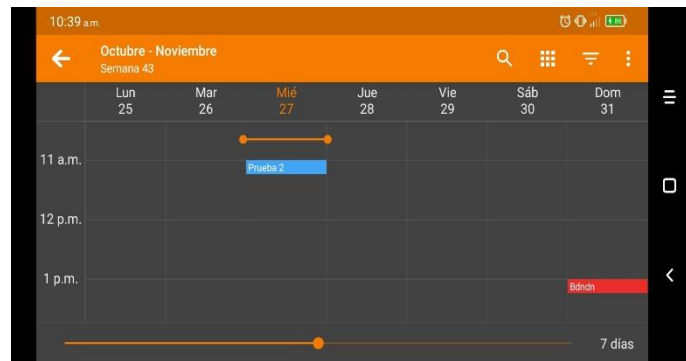 10:39 a.m.
86
Octubre - Noviembre
Semana 43
Lun Mar Mié Jue Vie Sáb Dom
25 26 27 28 29 30 31
11 a.m.
Prueba 2
12 p.m.
1 p.m.
Bdndn
7 días